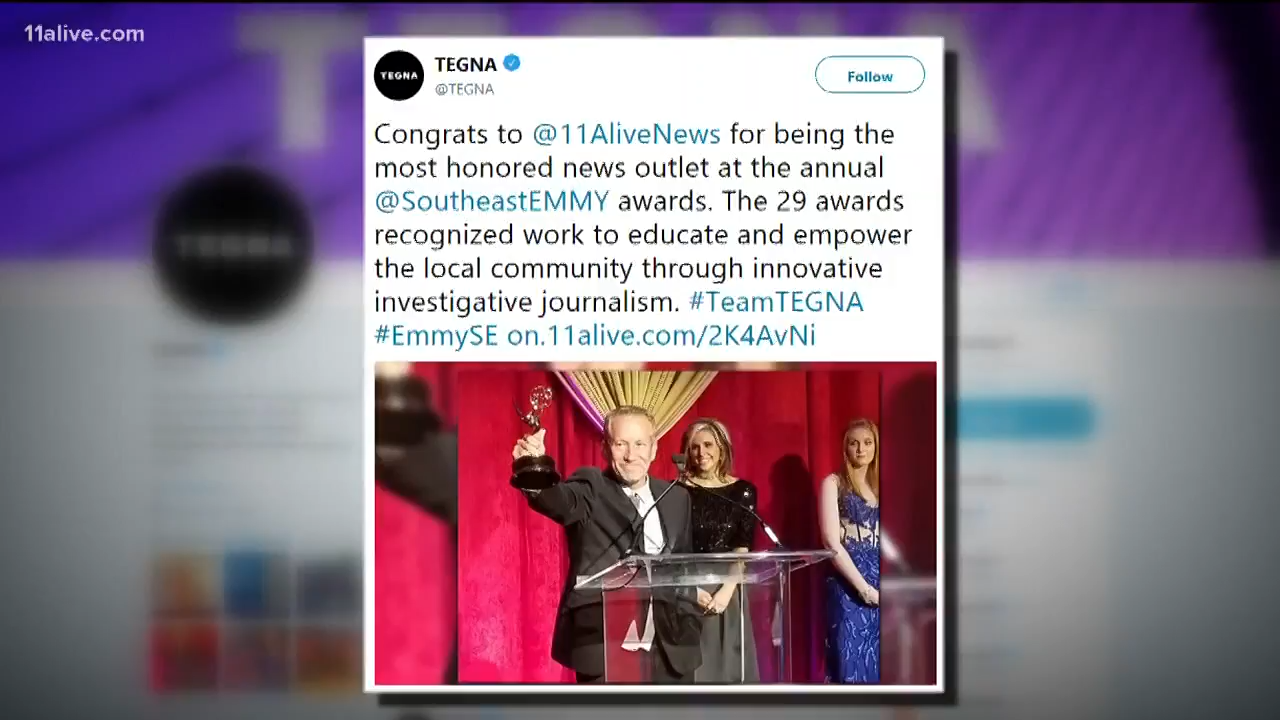 11alive.com
TEGNA
TEGNA
@TEGNA
Follow
Congrats to @11AliveNews for being the
most honored news outlet at the annual
@SoutheastEMMY awards. The 29 awards
recognized work to educate and empower
the local community through innovative
investigative journalism. #TeamTEGNA
#EmmySE on.11alive.com/2K4AvNi